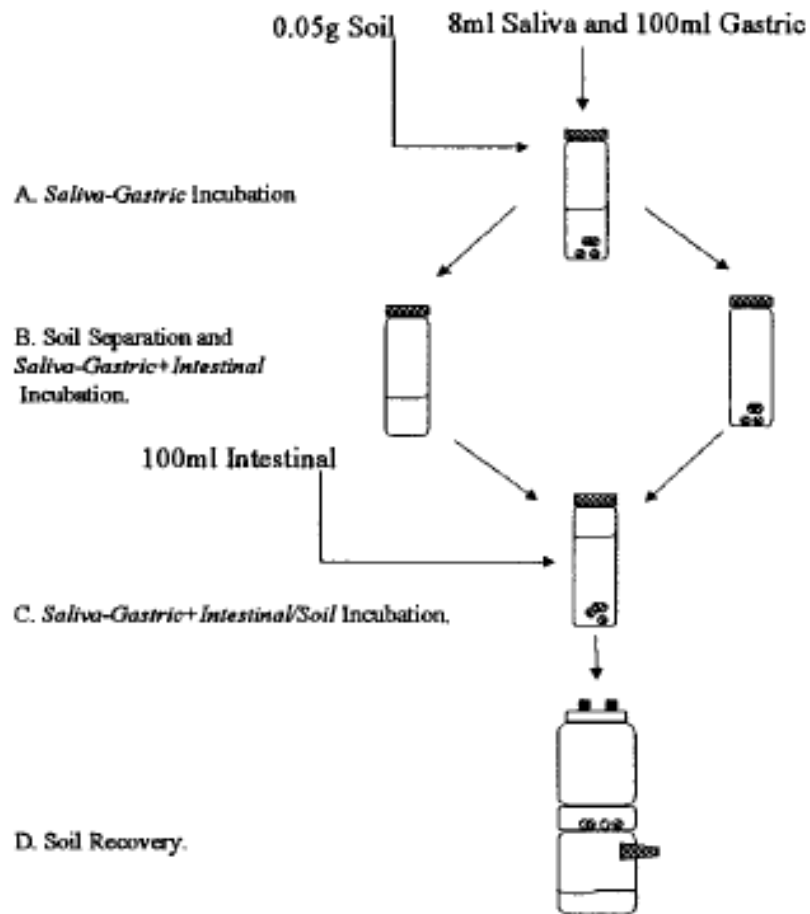 0.05g Soil
8ml Saliva and 100ml Gastric
A. Saliva-Gastric Incubation
B. Soil Separation and
Saliva-Gastric+Intestinal
Incubation.
100ml Intestinal
C. Saliva-Gastric+Intestinal/Soil Incubation.
D. Soil Recovery.